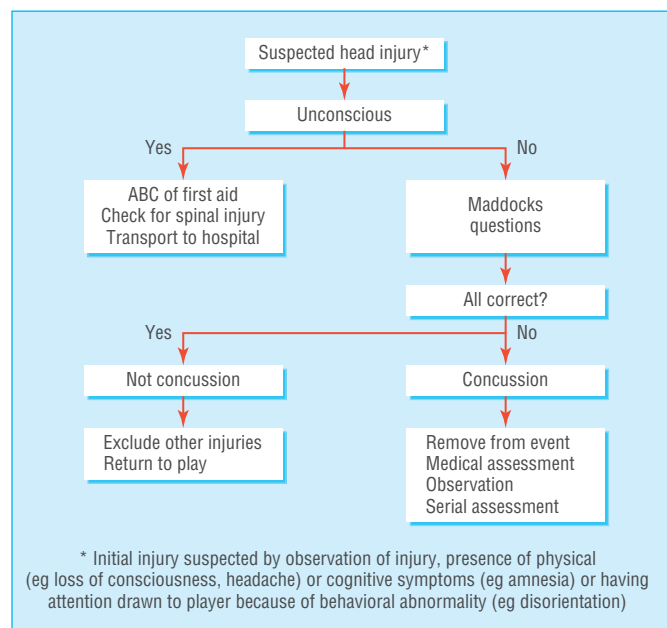 Suspected head injury*
Unconscious
Yes
No
ABC of first aid
Check for spinal injury
Transport to hospital
Maddocks
questions
All correct?
Yes
No
Not concussion
Concussion
Exclude other injuries
Return to play
Remove from event
Medical assessment
Observation
Serial assessment
* Initial injury suspected by observation of injury, presence of physical
(eg loss of consciousness, headache) or cognitive symptoms (eg amnesia) or having
attention drawn to player because of behavioral abnormality (eg disorientation)